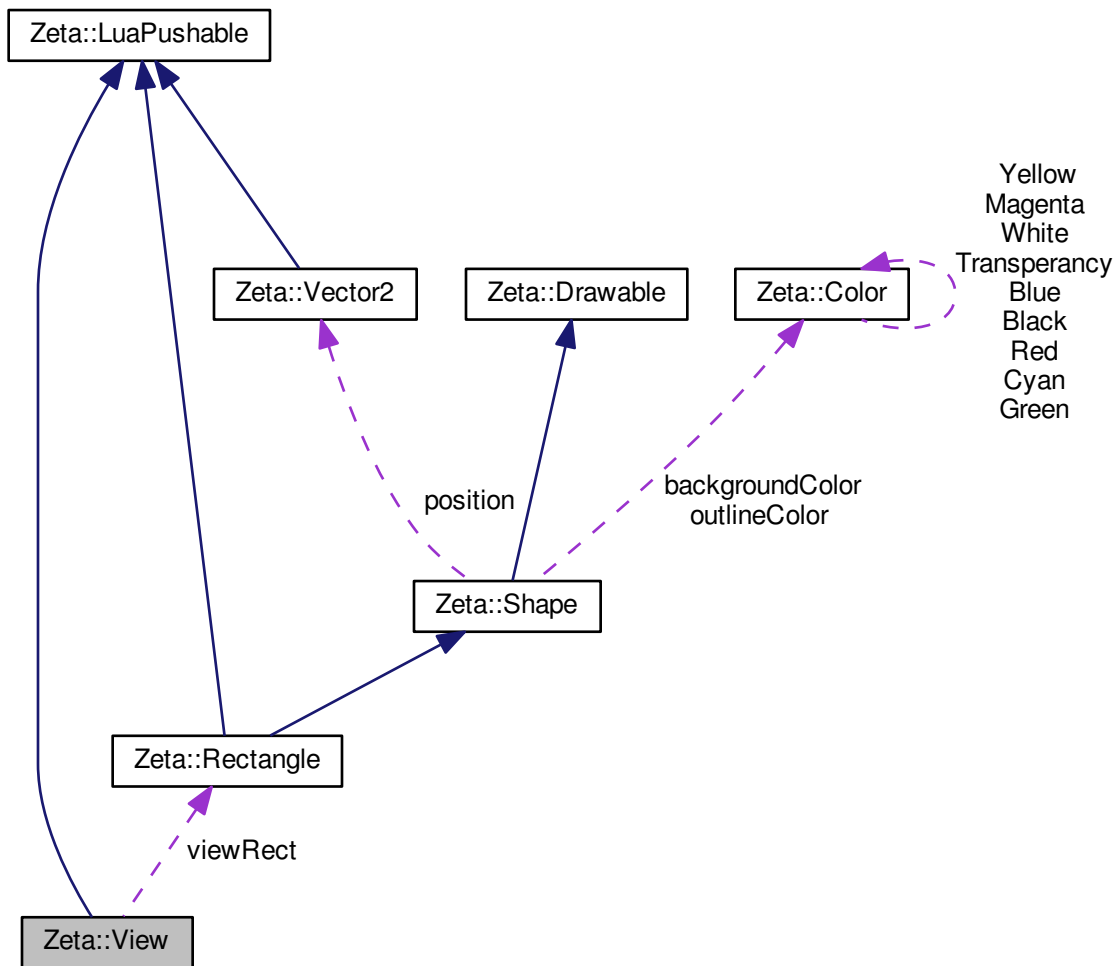 Zeta::LuaPushable
Yellow
Magenta
White
Transperancy
Blue
Black
Red
Cyan
Green
Zeta::Vector2
Zeta::Drawable
Zeta::Color
position
backgroundColor
outlineColor
Zeta::Shape
Zeta::Rectangle
viewRect
Zeta::View